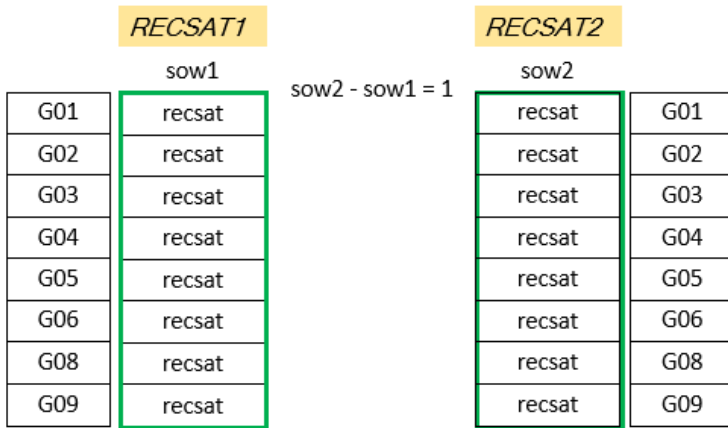 RECSAT1 RECSAT2
sow1 sow2 - sow1 = 1 sow2
G01 recsat recsat G01
G02 recsat recsat G02
G03 recsat recsat G03
G04 recsat recsat G04
G05 recsat recsat G05
G06 recsat recsat G06
G08 recsat recsat G08
G09 recsat recsat G09